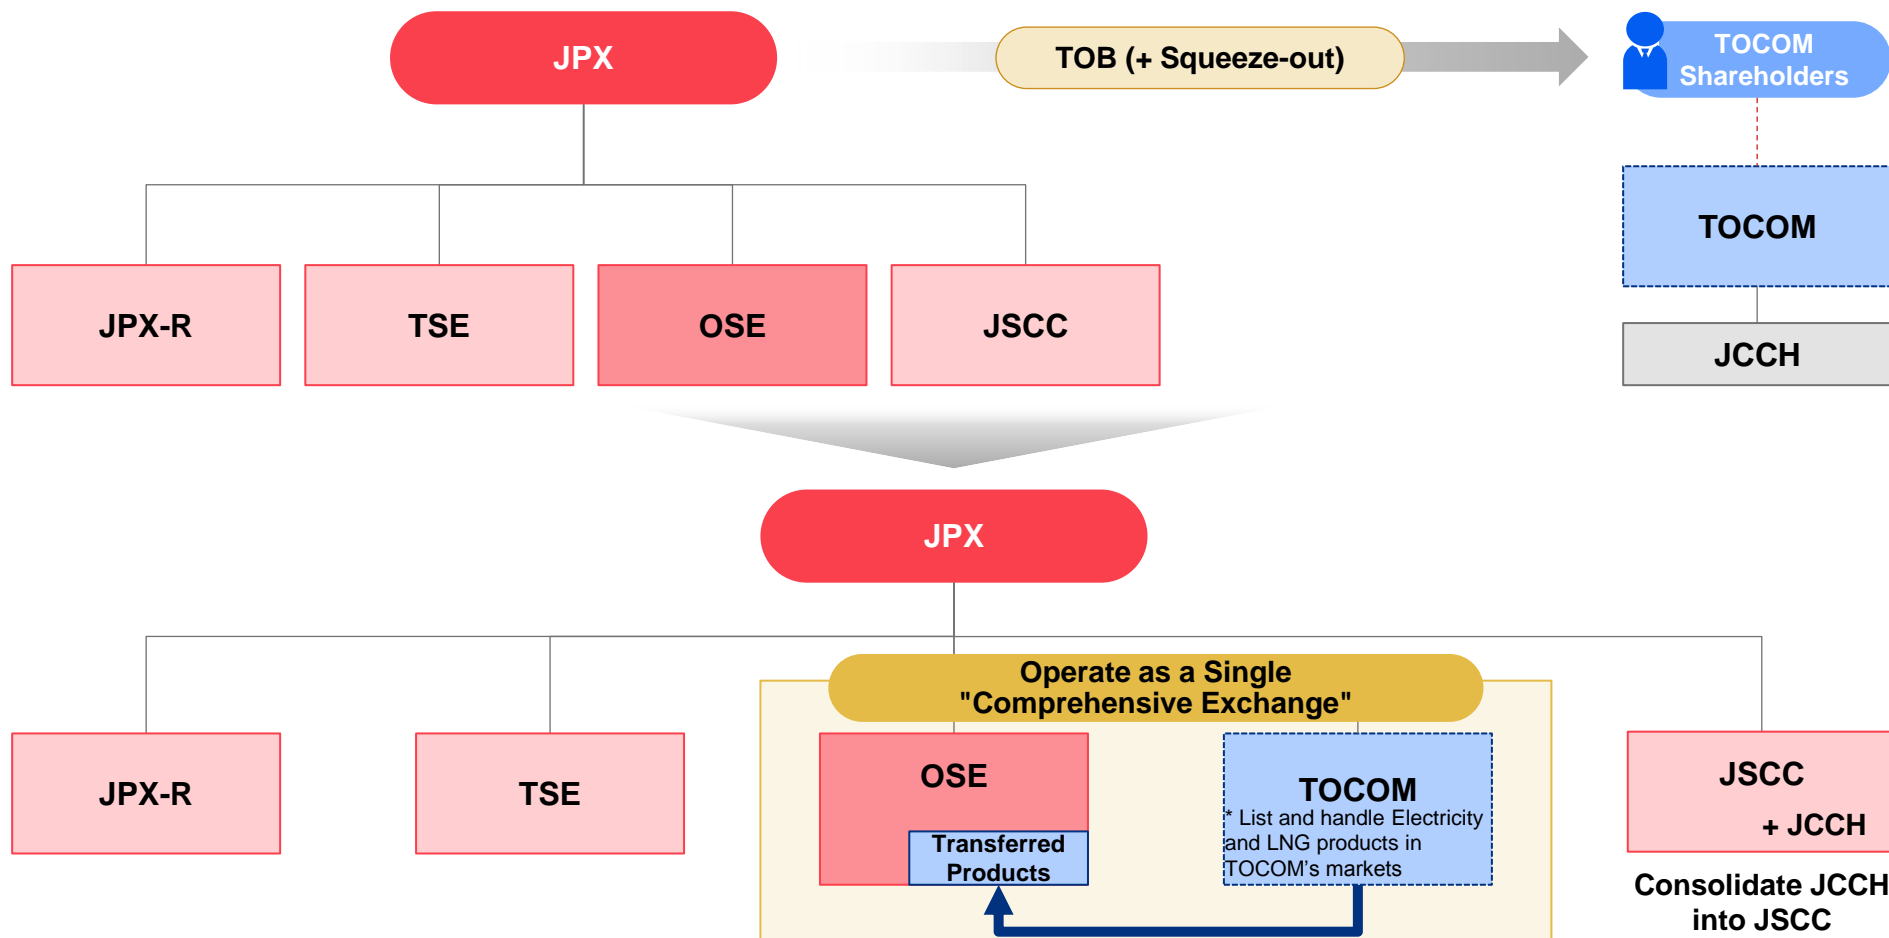 JPX
TOB (+ Squeeze-out)
TOCOM
Shareholders
TOCOM
JPX-R
TSE
OSE
JSCC
JCCH
JPX
Operate as a Single
"Comprehensive Exchange"
JPX-R
TSE
OSE
Transferred
Products
TOCOM
* List and handle Electricity
and LNG products in
TOCOM’s markets
JSCC
+ JCCH
Consolidate JCCH
into JSCC